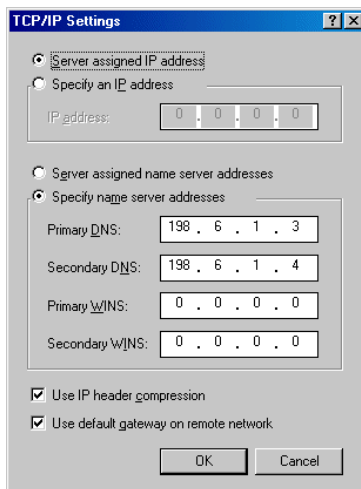 TCP/IP Settings
Server assigned IP address
Specify an IP address
IP address: 0 . 0 . 0 . 0
Server assigned name server addresses
Specify name server addresses
Primary DNS: 198 . 6 . 1 . 3
Secondary DNS: 198 . 6 . 1 . 4
Primary WINS: 0 . 0 . 0 . 0
Secondary WINS: 0 . 0 . 0 . 0
Use IP header compression
Use default gateway on remote network
OK Cancel